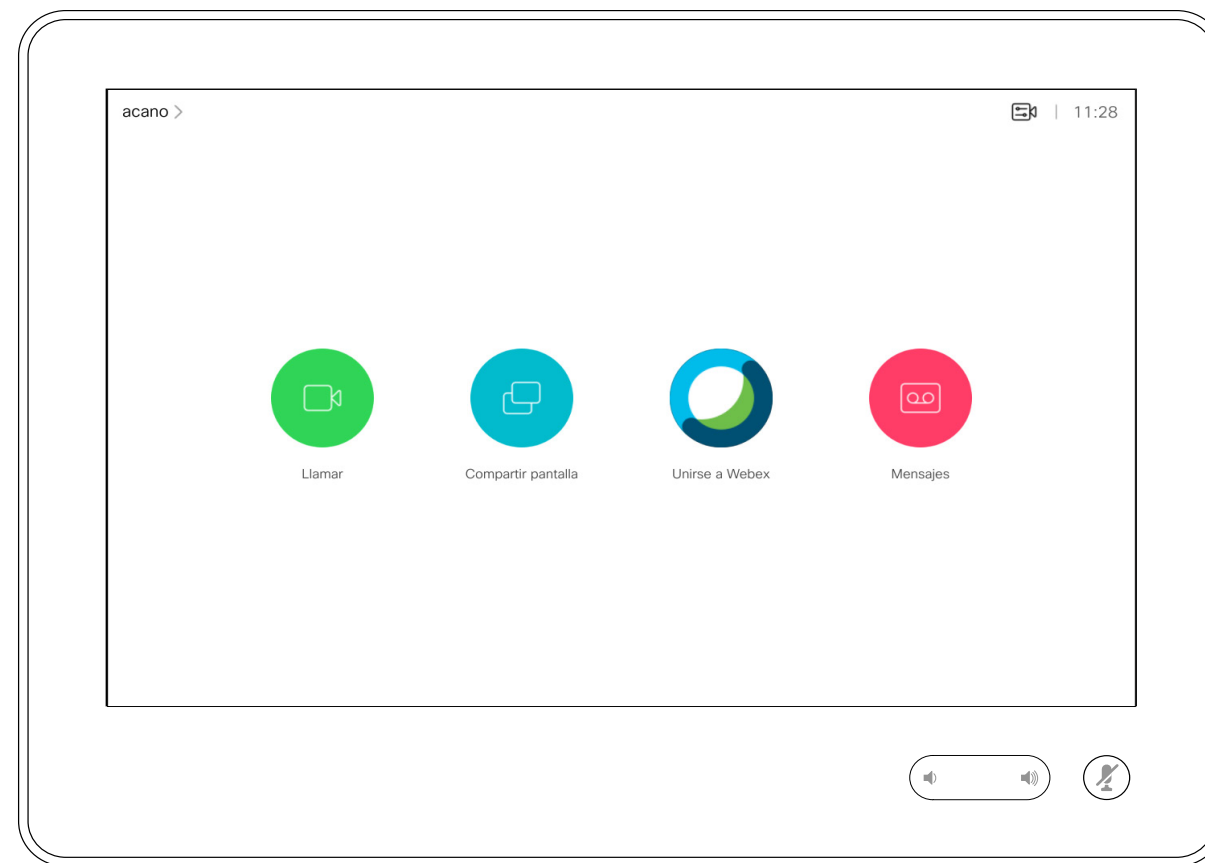 acano
11:28
Llamar
Compartir pantalla
Unirse a Webex
Mensajes